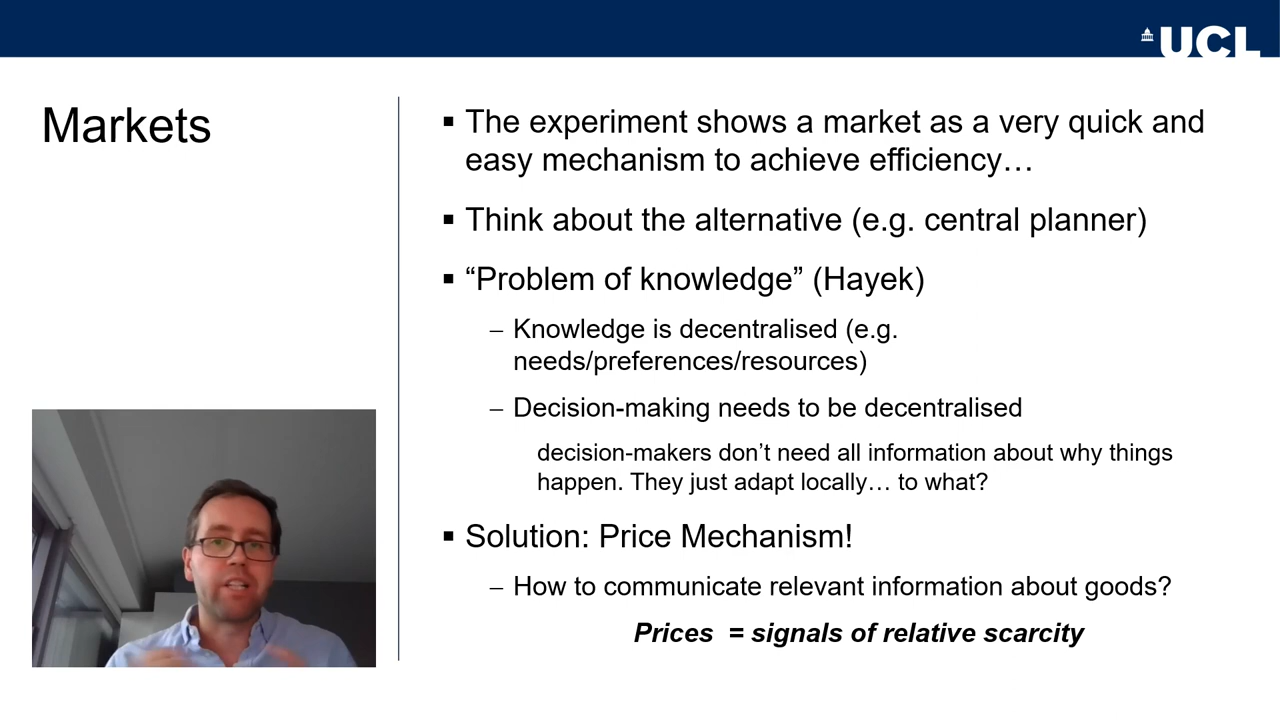 UCL
Markets
▪ The experiment shows a market as a very quick and
easy mechanism to achieve efficiency…
▪ Think about the alternative (e.g. central planner)
▪ “Problem of knowledge” (Hayek)
– Knowledge is decentralised (e.g.
needs/preferences/resources)
– Decision-making needs to be decentralised
decision-makers don’t need all information about why things
happen. They just adapt locally… to what?
▪ Solution: Price Mechanism!
– How to communicate relevant information about goods?
Prices = signals of relative scarcity